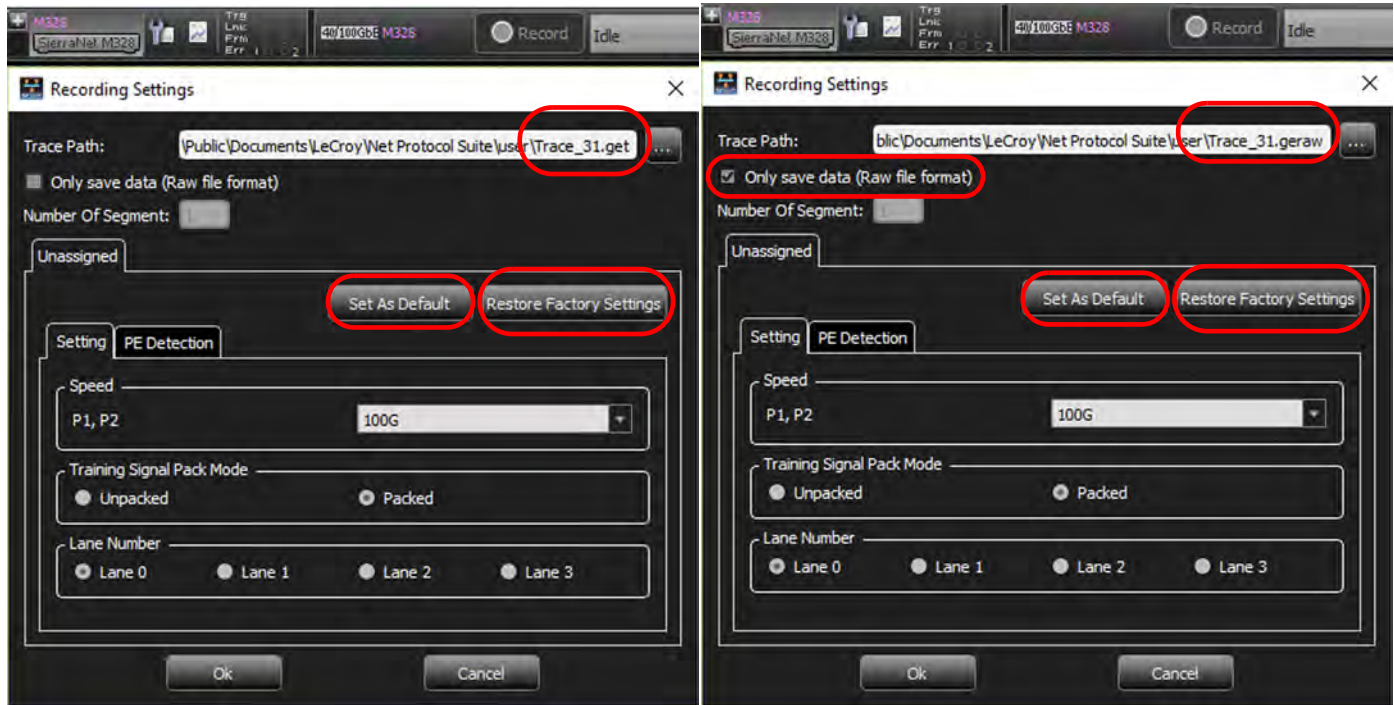 M328 Trg
SierraNet M328 Lnk 40/100GbE M328 Record Idle
Frm
Err 1 2
Recording Settings
Trace Path: \Public\Documents\LeCroy\Net Protocol Suite\user\Trace_31.get ...
Only save data (Raw file format)
Number Of Segment: 1
Unassigned
Set As Default Restore Factory Settings
Setting PE Detection
Speed
P1, P2 100G
Training Signal Pack Mode
Unpacked Packed
Lane Number
Lane 0 Lane 1 Lane 2 Lane 3
Ok Cancel
M328 Trg
SierraNet M328 Lnk 40/100GbE M328 Record Idle
Frm
Err 1 2
Recording Settings
Trace Path: blic\Documents\LeCroy\Net Protocol Suite\user\Trace_31.geraw ...
Only save data (Raw file format)
Number Of Segment:
Unassigned
Set As Default Restore Factory Settings
Setting PE Detection
Speed
P1, P2 100G
Training Signal Pack Mode
Unpacked Packed
Lane Number
Lane 0 Lane 1 Lane 2 Lane 3
Ok Cancel